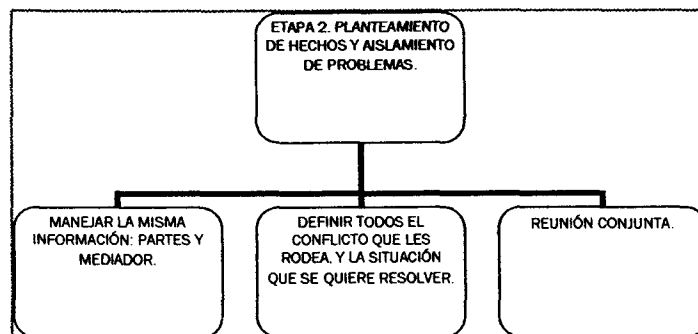 ETAPA 2. PLANTEAMIENTO
DE HECHOS Y AISLAMIENTO
DE PROBLEMAS.
MANEJAR LA MISMA
INFORMACIÓN: PARTES Y
MEDIADOR.
DEFINIR TODOS EL
CONFLICTO QUE LES
RODEA, Y LA SITUACIÓN
QUE SE QUIERE RESOLVER.
REUNIÓN CONJUNTA.